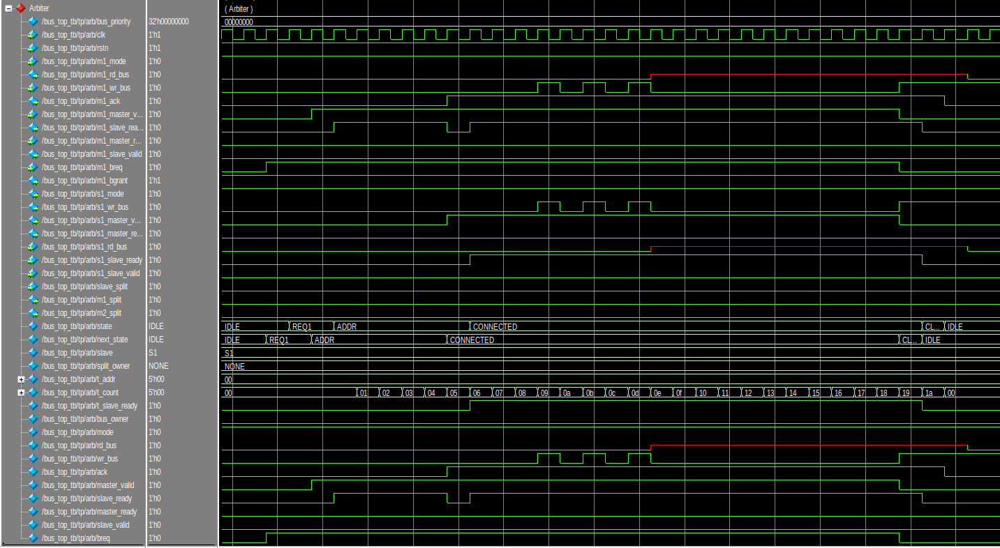 Arbiter ( Arbiter )
/bus_top_tb/tp/arb/bus_priority 32'h00000000 00000000
/bus_top_tb/tp/arb/clk 1'h1
/bus_top_tb/tp/arb/rstn 1'h1
/bus_top_tb/tp/arb/m1_mode 1'h0
/bus_top_tb/tp/arb/m1_rd_bus 1'h0
/bus_top_tb/tp/arb/m1_wr_bus 1'h0
/bus_top_tb/tp/arb/m1_ack 1'h0
/bus_top_tb/tp/arb/m1_master_v... 1'h0
/bus_top_tb/tp/arb/m1_slave_rea... 1'h0
/bus_top_tb/tp/arb/m1_master_r... 1'h0
/bus_top_tb/tp/arb/m1_slave_valid 1'h0
/bus_top_tb/tp/arb/m1_breq 1'h0
/bus_top_tb/tp/arb/m1_bgrant 1'h1
/bus_top_tb/tp/arb/s1_mode 1'h0
/bus_top_tb/tp/arb/s1_wr_bus 1'h0
/bus_top_tb/tp/arb/s1_master_v... 1'h0
/bus_top_tb/tp/arb/s1_master_re... 1'h0
/bus_top_tb/tp/arb/s1_rd_bus 1'h0
/bus_top_tb/tp/arb/s1_slave_ready 1'h0
/bus_top_tb/tp/arb/s1_slave_valid 1'h0
/bus_top_tb/tp/arb/slave_split 1'h0
/bus_top_tb/tp/arb/m1_split 1'h0
/bus_top_tb/tp/arb/m2_split 1'h0
/bus_top_tb/tp/arb/state IDLE IDLE REQ1 ADDR CONNECTED CL... IDLE
/bus_top_tb/tp/arb/next_state IDLE IDLE REQ1 ADDR CONNECTED CL... IDLE
/bus_top_tb/tp/arb/slave S1 S1
/bus_top_tb/tp/arb/split_owner NONE NONE
/bus_top_tb/tp/arb/t_addr 5'h00 00
/bus_top_tb/tp/arb/t_count 5'h00 00 01 02 03 04 05 06 07 08 09 0a 0b 0c 0d 0e 0f 10 11 12 13 14 15 16 17 18 19 1a 00
/bus_top_tb/tp/arb/t_slave_ready 1'h0
/bus_top_tb/tp/arb/bus_owner 1'h0
/bus_top_tb/tp/arb/mode 1'h0
/bus_top_tb/tp/arb/rd_bus 1'h0
/bus_top_tb/tp/arb/wr_bus 1'h0
/bus_top_tb/tp/arb/ack 1'h0
/bus_top_tb/tp/arb/master_valid 1'h0
/bus_top_tb/tp/arb/slave_ready 1'h0
/bus_top_tb/tp/arb/master_ready 1'h0
/bus_top_tb/tp/arb/slave_valid 1'h0
/bus_top_tb/tp/arb/breq 1'h0